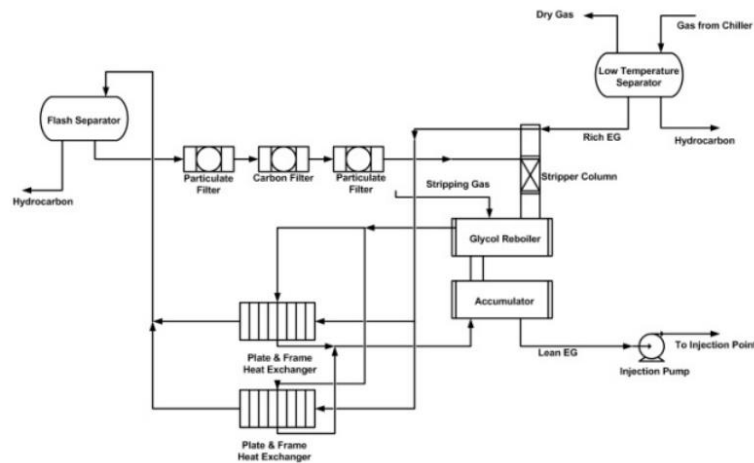 Dry Gas
Gas from Chiller
Low Temperature
Separator
Flash Separator
Rich EG
Hydrocarbon
Particulate
Filter
Carbon Filter
Particulate
Filter
Stripper Column
Stripping Gas
Hydrocarbon
Glycol Reboiler
Accumulator
Plate & Frame
Heat Exchanger
Lean EG
To Injection Point
Injection Pump
Plate & Frame
Heat Exchanger